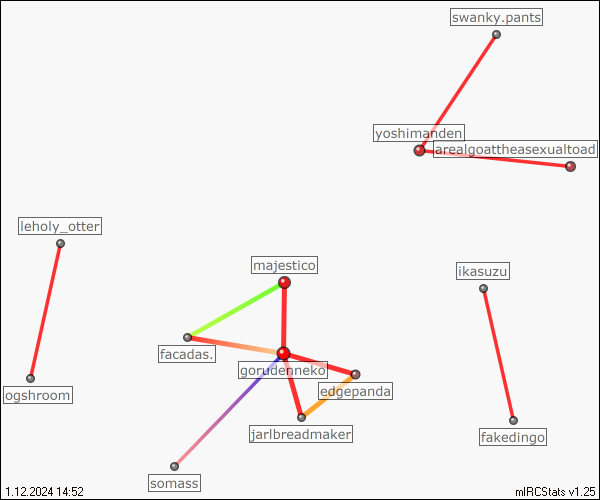 swanky.pants
yoshimanden
arealgoattheasexualtoad
leholy_otter
majestico
ikasuzu
facadas.
gorudenneko
edgepanda
ogshroom
jarlbreadmaker
fakedingo
somass
1.12.2024 14:52
mIRCStats v1.25